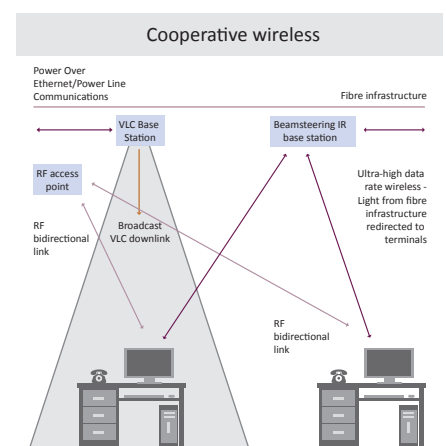 Cooperative wireless
Power Over
Ethernet/Power Line
Communications
Fibre infrastructure
VLC Base
Station
Beamsteering IR
base station
RF access
point
Ultra-high data
rate wireless -
Light from fibre
infrastructure
redirected to
terminals
RF
bidirectional
link
Broadcast
VLC downlink
RF
bidirectional
link